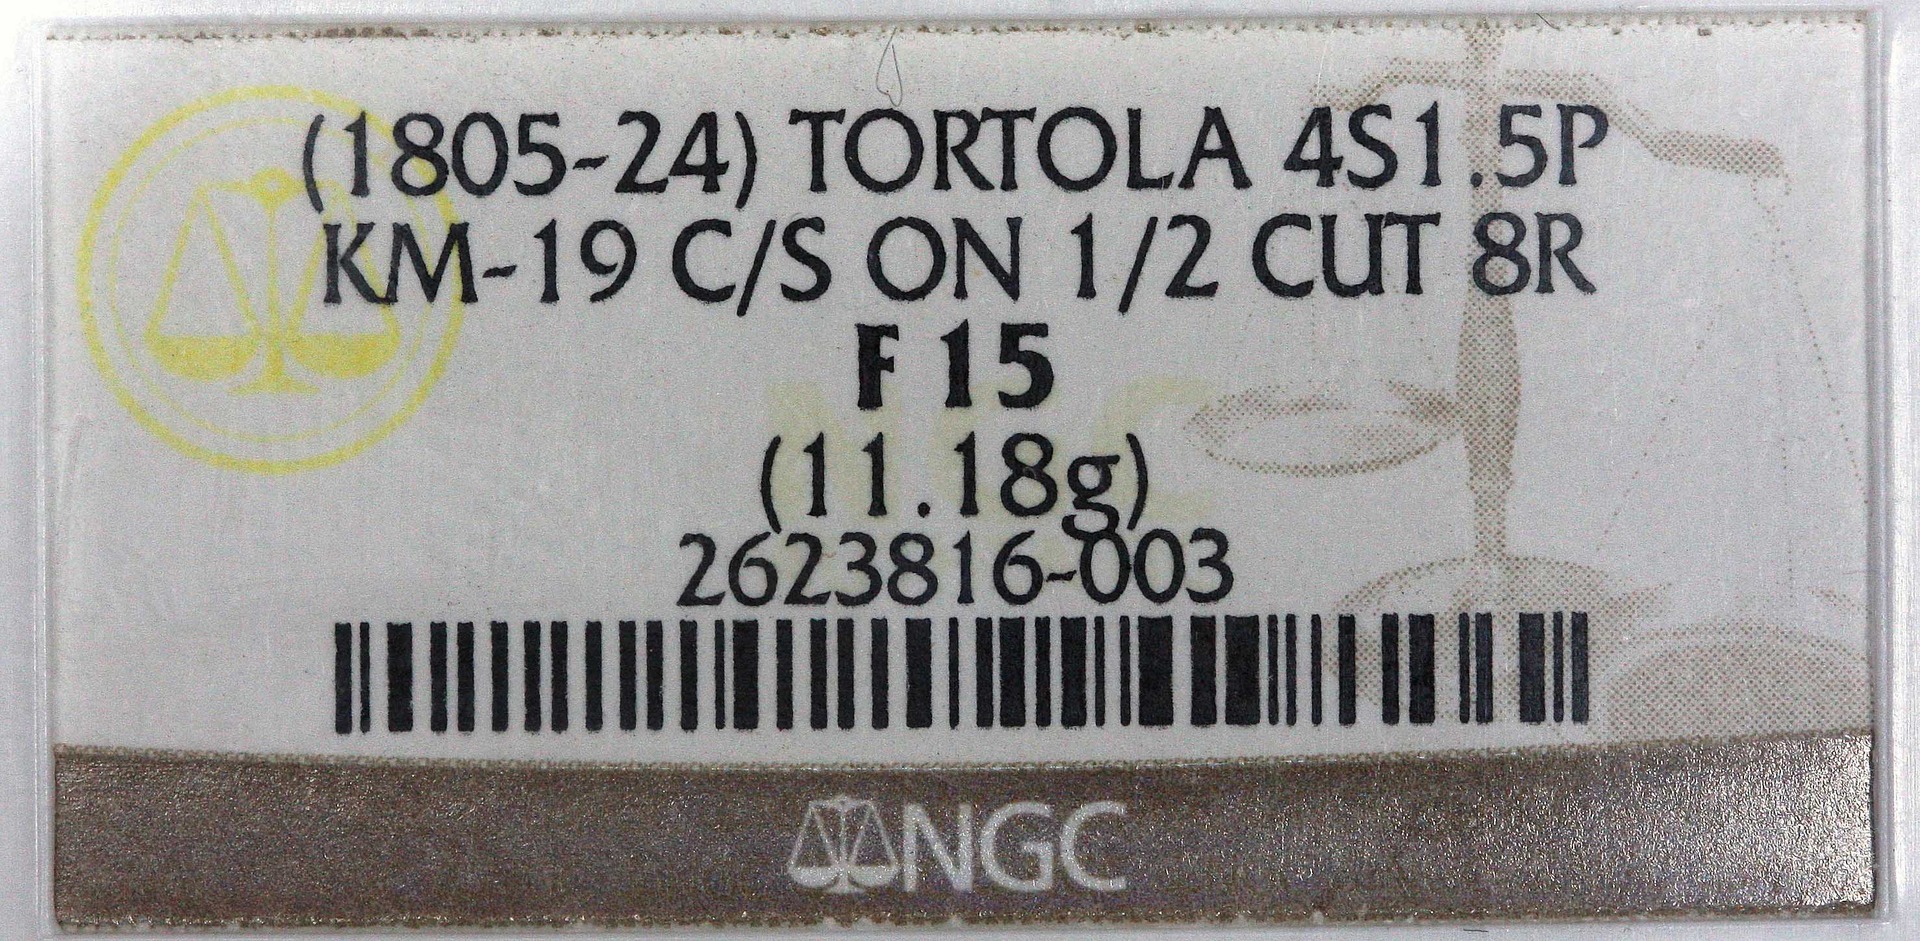 (1805-24) TORTOLA 4S1.5P
KM-19 C/S ON 1/2 CUT 8R
F 15
(11.18g)
2623816-003
NGC